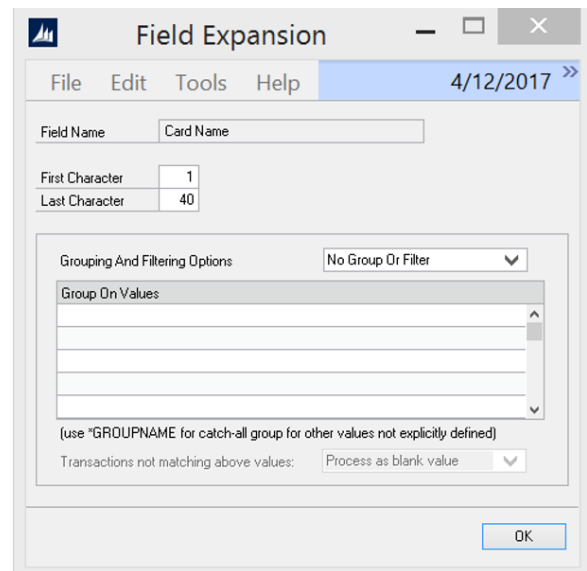 Field Expansion
File Edit Tools Help 4/12/2017 »
Field Name Card Name
First Character 1
Last Character 40
Grouping And Filtering Options No Group Or Filter
Group On Values
(use *GROUPNAME for catch-all group for other values not explicitly defined)
Transactions not matching above values: Process as blank value
OK